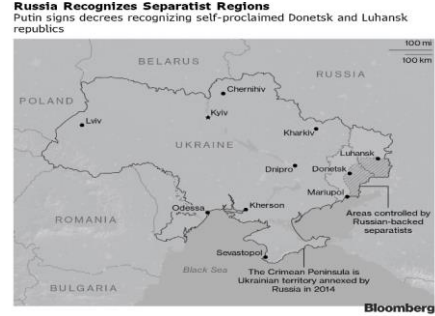 Russia Recognizes Separatist Regions
Putin signs decrees recognizing self-proclaimed Donetsk and Luhansk
republics
100 mi
100 km
BELARUS
RUSSIA
Chernihiv
POLAND
Kyiv
Lviv
Kharkiv
UKRAINE
Luhansk
Dnipro
Donetsk
Mariupol
Odessa
Kherson
Areas controlled by
Russian-backed
separatists
ROMANIA
Sevastopol
Black Sea
The Crimean Peninsula is
Ukrainian territory annexed by
Russia in 2014
BULGARIA
Bloomberg